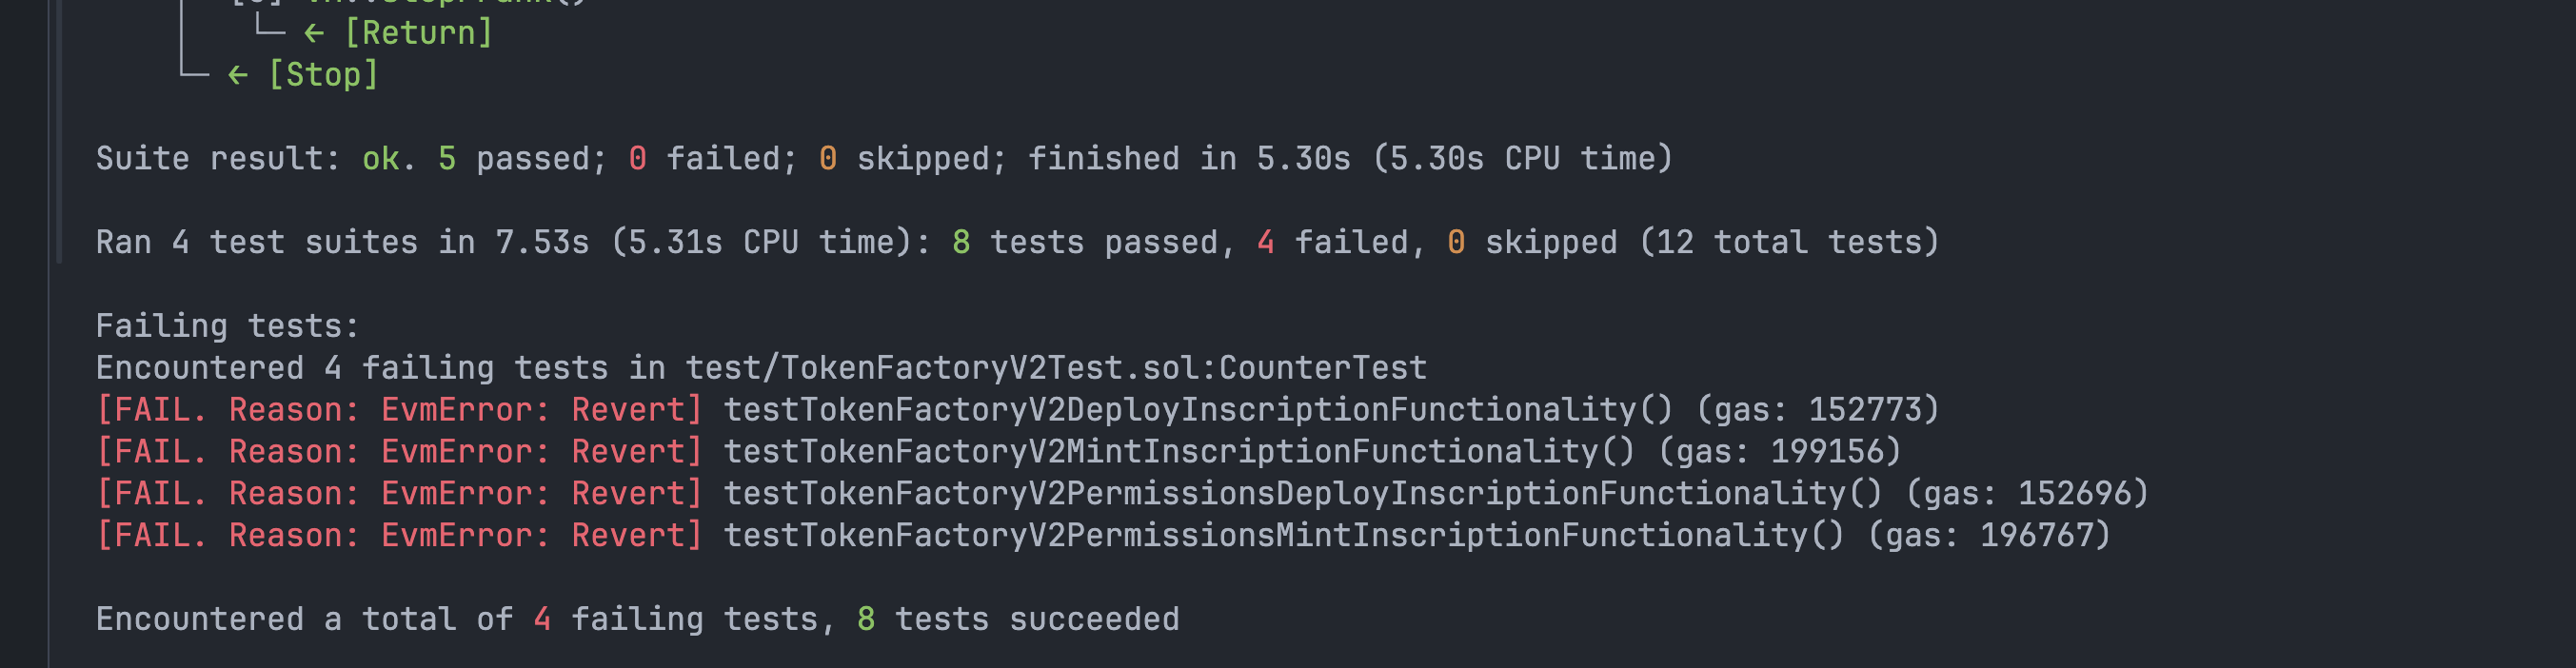 └─ ← [Return]
└─ ← [Stop]
Suite result: ok. 5 passed; 0 failed; 0 skipped; finished in 5.30s (5.30s CPU time)
Ran 4 test suites in 7.53s (5.31s CPU time): 8 tests passed, 4 failed, 0 skipped (12 total tests)
Failing tests:
Encountered 4 failing tests in test/TokenFactoryV2Test.sol:CounterTest
[FAIL. Reason: EvmError: Revert] testTokenFactoryV2DeployInscriptionFunctionality() (gas: 152773)
[FAIL. Reason: EvmError: Revert] testTokenFactoryV2MintInscriptionFunctionality() (gas: 199156)
[FAIL. Reason: EvmError: Revert] testTokenFactoryV2PermissionsDeployInscriptionFunctionality() (gas: 152696)
[FAIL. Reason: EvmError: Revert] testTokenFactoryV2PermissionsMintInscriptionFunctionality() (gas: 196767)
Encountered a total of 4 failing tests, 8 tests succeeded